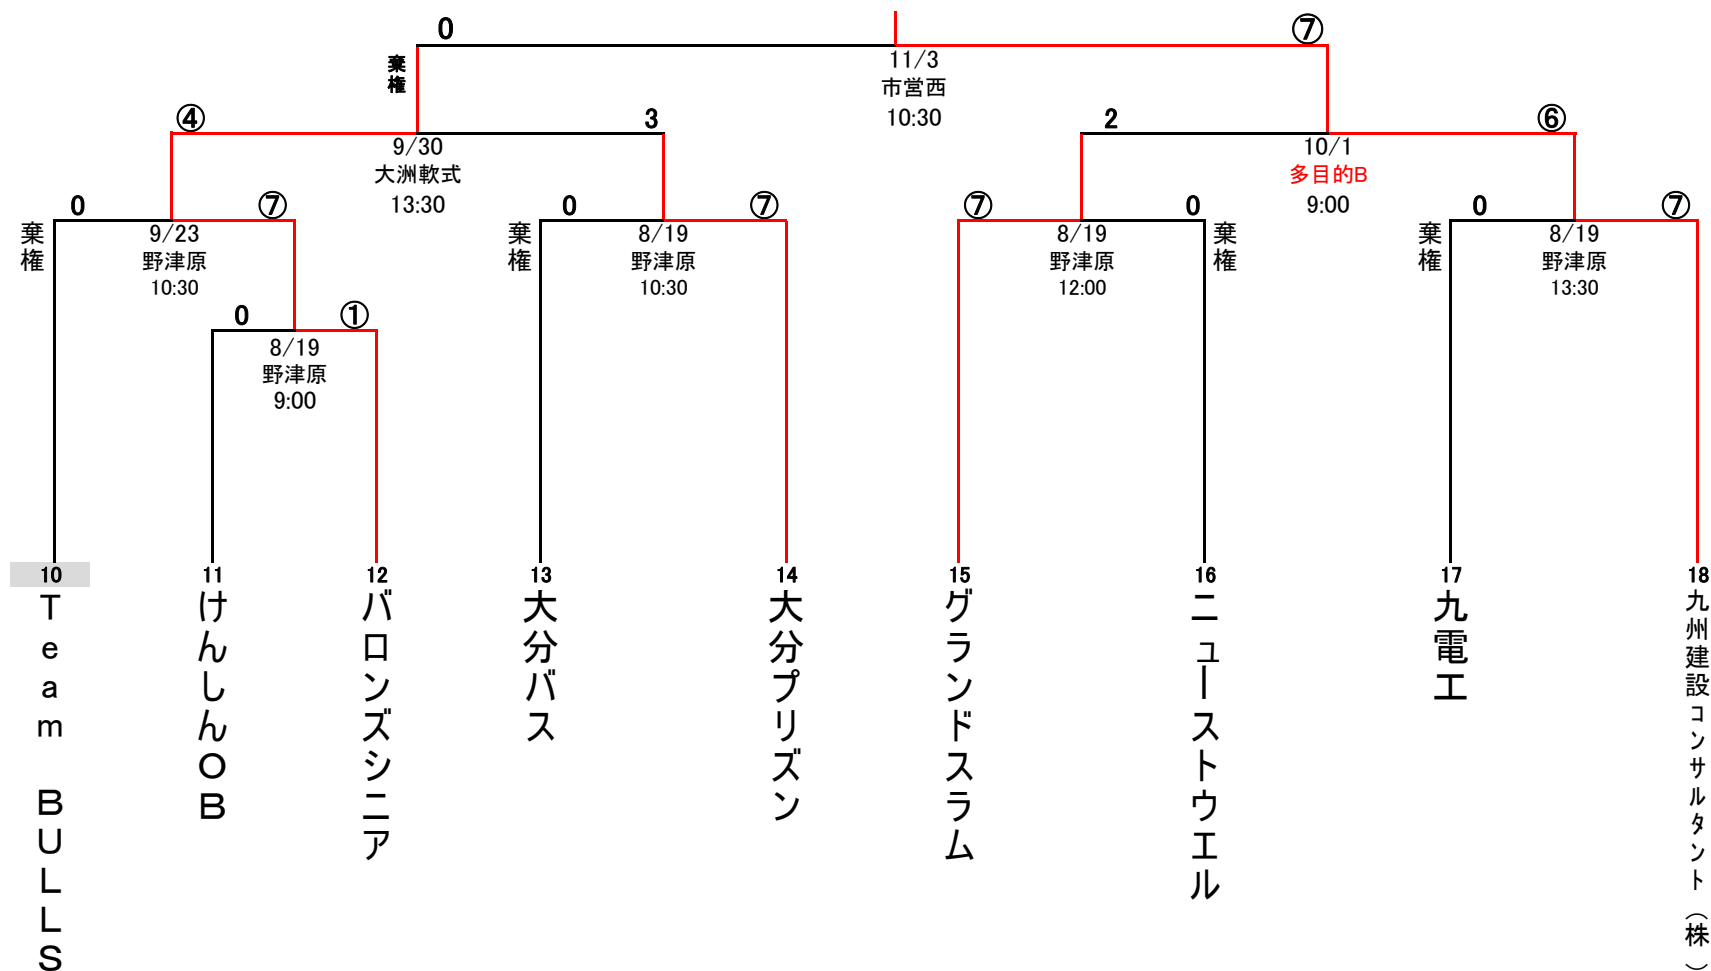 0
⑦
棄権
11/3
市営西
10:30
④
3
9/30
大洲軟式
13:30
2
⑥
10/1
多目的B
9:00
0
⑦
棄権
9/23
野津原
10:30
0
⑦
棄権
8/19
野津原
10:30
⑦
0
棄権
8/19
野津原
12:00
0
⑦
棄権
8/19
野津原
13:30
0
①
8/19
野津原
9:00
10
Team BULLS
11
けんしんOB
12
バロンズシニア
13
大分バス
14
大分プリズン
15
グランドスラム
16
ニューストウエル
17
九電工
18
九州建設コンサルタント(株)